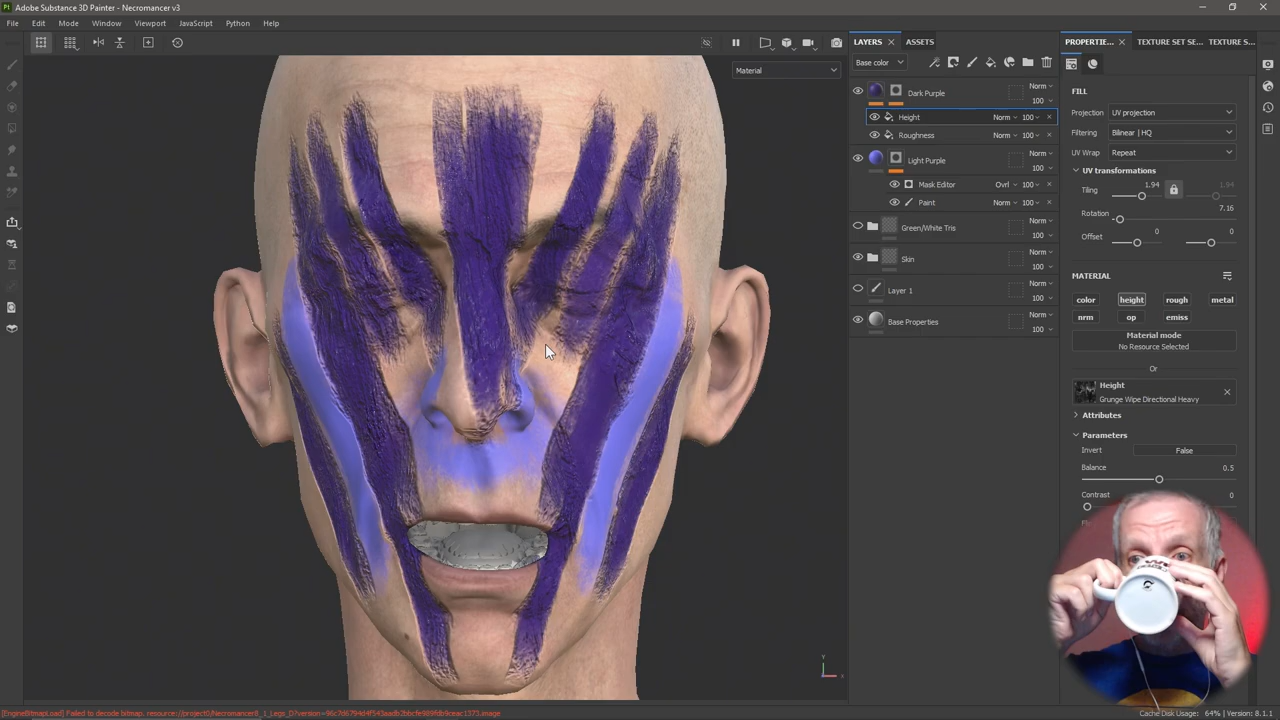 Adobe Substance 3D Painter - Necromancer v3
File Edit Mode Window Viewport JavaScript Python Help
Material
LAYERS ASSETS
Base color
Dark Purple Norm 100
Height Norm 100
Roughness Norm 100
Light Purple Norm 100
Mask Editor Ovrl 100
Paint Norm 100
Green/White Tris Norm 100
Skin Norm 100
Layer 1 Norm 100
Base Properties Norm 100
PROPERTIE... TEXTURE SET SE... TEXTURE S...
FILL
Projection UV projection
Filtering Bilinear | HQ
UV Wrap Repeat
UV transformations
Tiling 1.94 1.94
Rotation 7.16
Offset 0 0
MATERIAL
color height rough metal
nrm op emiss
Material mode
No Resource Selected
Or
Height
Grunge Wipe Directional Heavy
Attributes
Parameters
Invert False
Balance 0.5
Contrast 0
Y
X
Cache Disk Usage: 64% | Version: 8.1.1